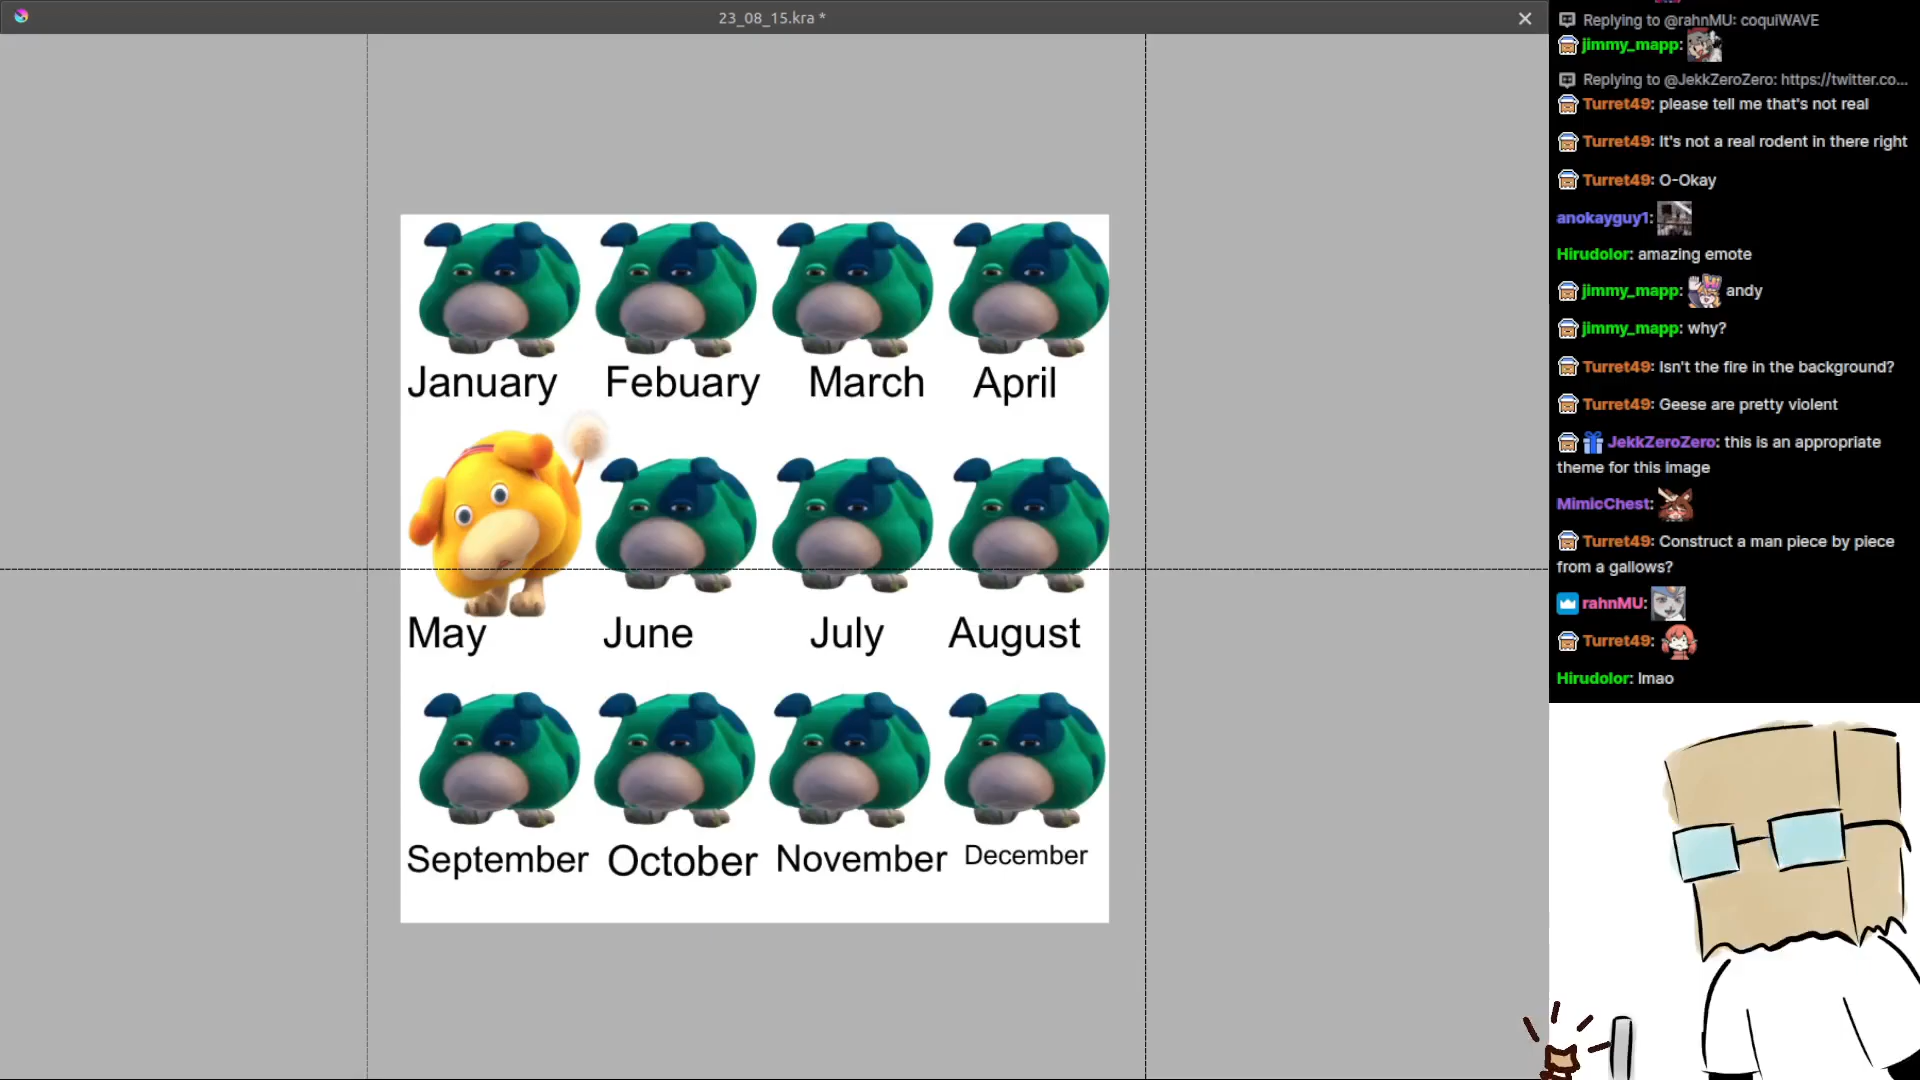 23_08_15.kra *
Replying to @rahnMU: coquiWAVE
jimmy_mapp:
Replying to @JekkZeroZero: https://twitter.co...
Turret49: please tell me that's not real
Turret49: It's not a real rodent in there right
Turret49: O-Okay
anokayguy1:
Hirudolor: amazing emote
jimmy_mapp: andy
jimmy_mapp: why?
Turret49: Isn't the fire in the background?
Turret49: Geese are pretty violent
JekkZeroZero: this is an appropriate
theme for this image
MimicChest:
Turret49: Construct a man piece by piece
from a gallows?
rahnMU:
Turret49:
Hirudolor: lmao
January Febuary March April
May June July August
September October November December